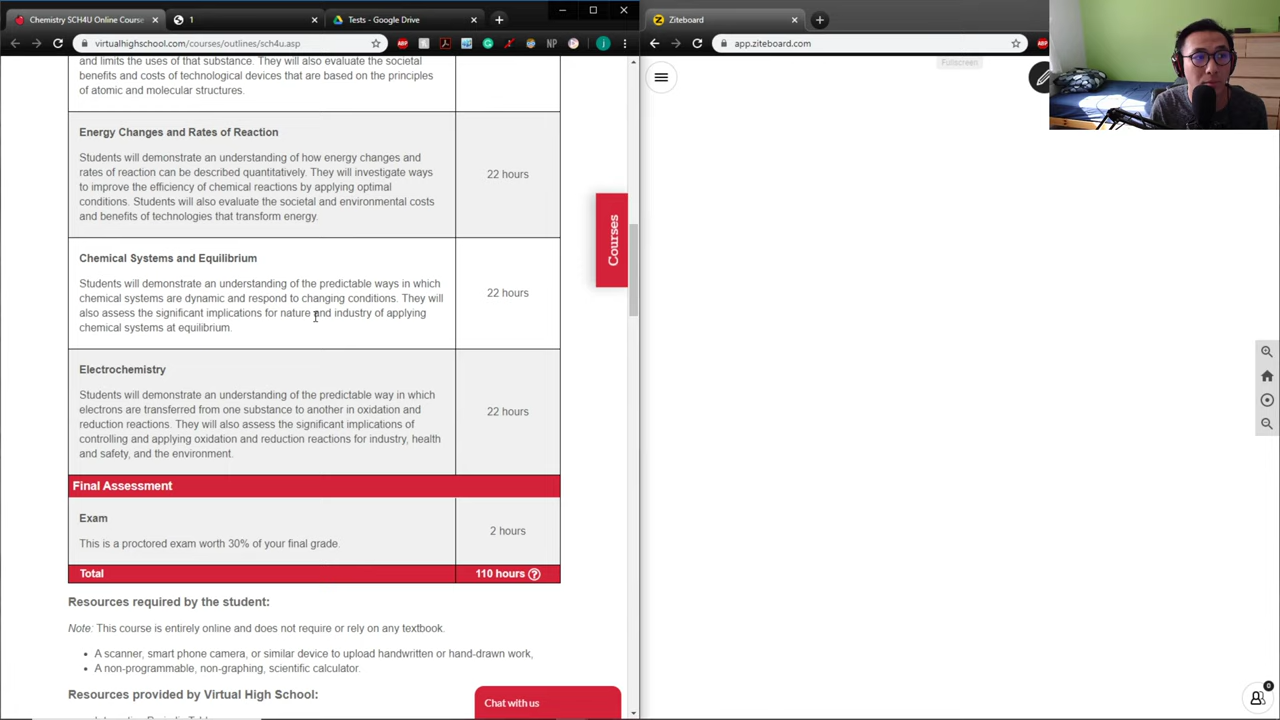 Chemistry SCH4U Online Course
1
Tests - Google Drive
Ziteboard
virtualhighschool.com/courses/outlines/sch4u.asp
ABP
NP
j
app.ziteboard.com
ABP
Fullscreen
and limits the uses of that substance. They will also evaluate the societal
benefits and costs of technological devices that are based on the principles
of atomic and molecular structures.
Energy Changes and Rates of Reaction
Students will demonstrate an understanding of how energy changes and
rates of reaction can be described quantitatively. They will investigate ways
to improve the efficiency of chemical reactions by applying optimal
conditions. Students will also evaluate the societal and environmental costs
and benefits of technologies that transform energy.
22 hours
Courses
Chemical Systems and Equilibrium
Students will demonstrate an understanding of the predictable ways in which
chemical systems are dynamic and respond to changing conditions. They will
also assess the significant implications for nature and industry of applying
chemical systems at equilibrium.
22 hours
Electrochemistry
Students will demonstrate an understanding of the predictable way in which
electrons are transferred from one substance to another in oxidation and
reduction reactions. They will also assess the significant implications of
controlling and applying oxidation and reduction reactions for industry, health
and safety, and the environment.
22 hours
Final Assessment
Exam
This is a proctored exam worth 30% of your final grade.
2 hours
Total
110 hours ?
Resources required by the student:
Note: This course is entirely online and does not require or rely on any textbook.
• A scanner, smart phone camera, or similar device to upload handwritten or hand-drawn work,
• A non-programmable, non-graphing, scientific calculator.
Resources provided by Virtual High School:
Chat with us
0